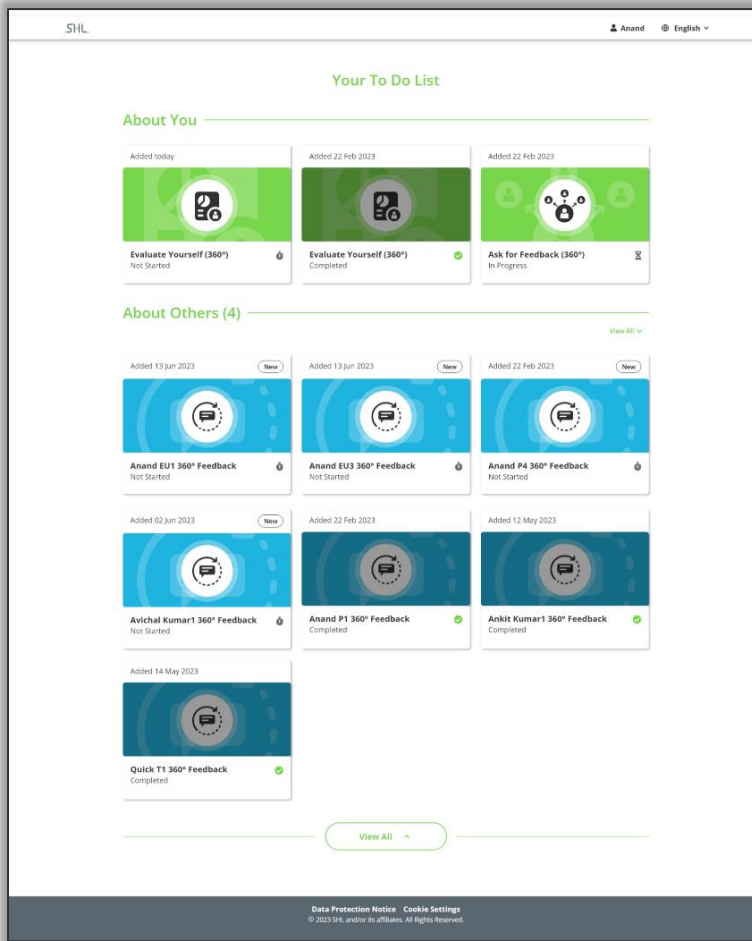 SHL
Anand English
Your To Do List
About You
Added today
Evaluate Yourself (360°)
Not Started
Added 22 Feb 2023
Evaluate Yourself (360°)
Completed
Added 22 Feb 2023
Ask for Feedback (360°)
In Progress
About Others (4)
View All
Added 13 Jun 2023 New
Anand EU1 360° Feedback
Not Started
Added 13 Jun 2023 New
Anand EU3 360° Feedback
Not Started
Added 22 Feb 2023 New
Anand P4 360° Feedback
Not Started
Added 02 Jun 2023 New
Avichal Kumar1 360° Feedback
Not Started
Added 22 Feb 2023
Anand P1 360° Feedback
Completed
Added 12 May 2023
Ankit Kumar1 360° Feedback
Completed
Added 14 May 2023
Quick T1 360° Feedback
Completed
View All
Data Protection Notice Cookie Settings
© 2023 SHL and/or its affiliates. All Rights Reserved.